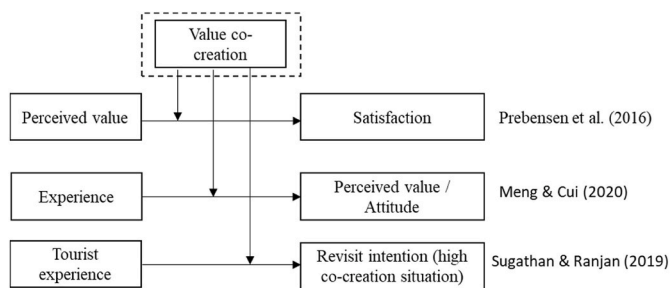 Value co-
creation
Perceived value
Satisfaction
Prebensen et al. (2016)
Experience
Perceived value /
Attitude
Meng & Cui (2020)
Tourist
experience
Revisit intention (high
co-creation situation)
Sugathan & Ranjan (2019)